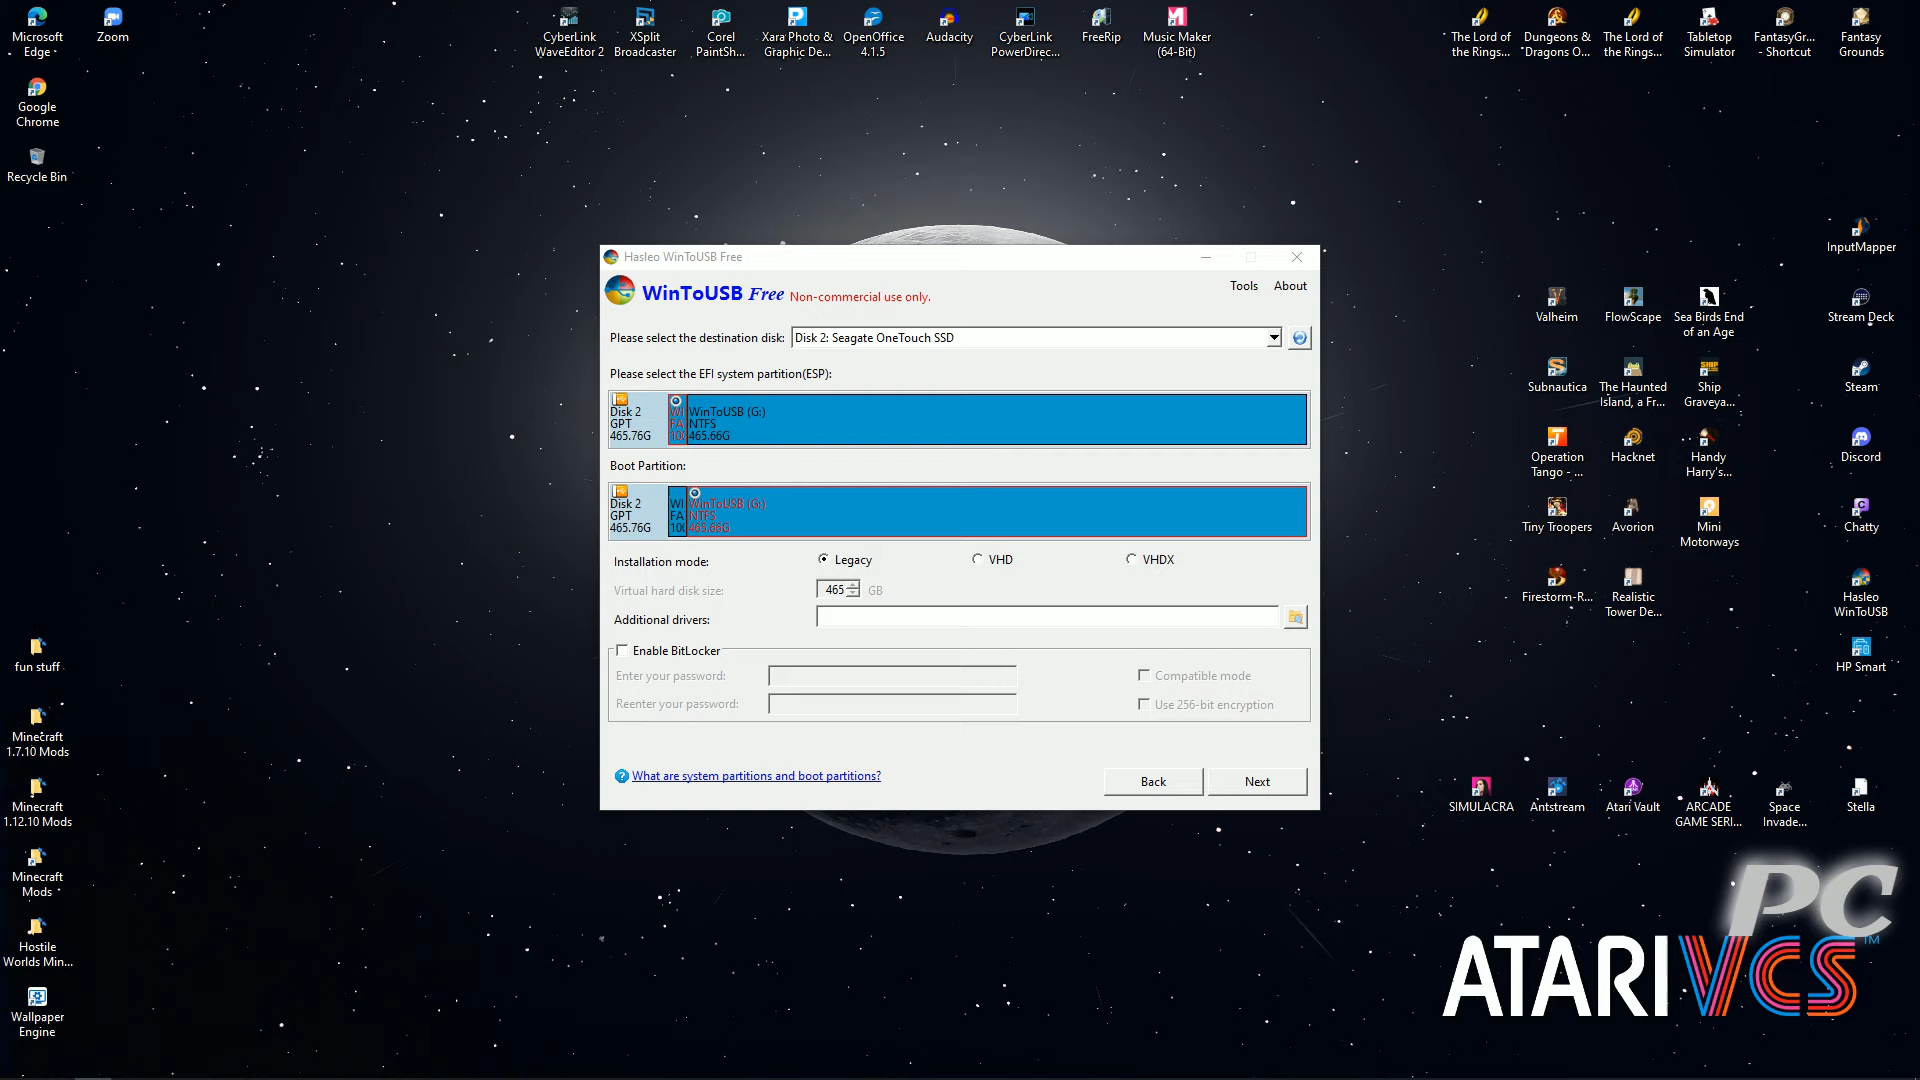 Microsoft
Edge
Zoom
CyberLink
WaveEditor 2
XSplit
Broadcaster
Corel
PaintSh...
Xara Photo &
Graphic De...
OpenOffice
4.1.5
Audacity
CyberLink
PowerDirec...
FreeRip
Music Maker
(64-Bit)
The Lord of
the Rings...
Dungeons &
Dragons O...
The Lord of
the Rings...
Tabletop
Simulator
FantasyGr...
- Shortcut
Fantasy
Grounds
Google
Chrome
Recycle Bin
Hasleo WinToUSB Free
WinToUSB Free Non-commercial use only.
Tools About
Please select the destination disk: Disk 2: Seagate OneTouch SSD
Please select the EFI system partition(ESP):
Disk 2
GPT
465.76G
WI
FA
100
WinToUSB (G:)
NTFS
465.66G
Boot Partition:
Disk 2
GPT
465.76G
WI
FA
100
WinToUSB (G:)
NTFS
465.66G
Installation mode: Legacy VHD VHDX
Virtual hard disk size: 465 GB
Additional drivers:
Enable BitLocker
Enter your password: Compatible mode
Reenter your password: Use 256-bit encryption
What are system partitions and boot partitions?
Back Next
InputMapper
Valheim
FlowScape
Sea Birds End
of an Age
Stream Deck
Subnautica
The Haunted
Island, a Fr...
SHIP
Ship
Graveya...
Steam
Operation
Tango - ...
Hacknet
Handy
Harry's...
Discord
Tiny Troopers
Avorion
Mini
Motorways
Chatty
Firestorm-R...
Realistic
Tower De...
Hasleo
WinToUSB
HP Smart
fun stuff
Minecraft
1.7.10 Mods
Minecraft
1.12.10 Mods
Minecraft
Mods
Hostile
Worlds Min...
Wallpaper
Engine
SIMULACRA
Antstream
Atari Vault
ARCADE
GAME SERI...
Space
Invade...
Stella
PC
ATARI VCS™